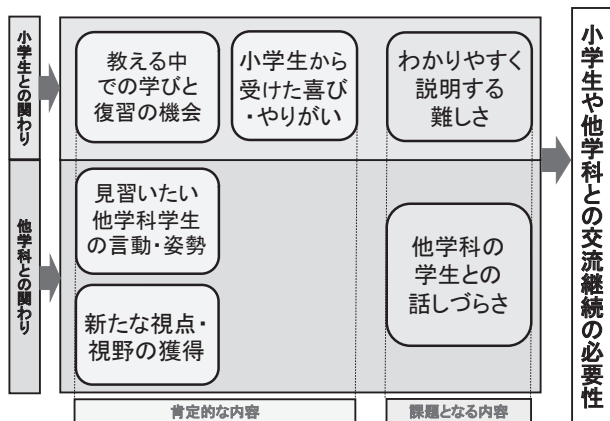 小学生との関わり
教える中
での学びと
復習の機会
小学生から
受けた喜び
・やりがい
わかりやすく
説明する
難しさ
他学科との関わり
見習いたい
他学科学生
の言動・姿勢
新たな視点・
視野の獲得
他学科の
学生との
話しづらさ
肯定的な内容
課題となる内容
小学生や他学科との交流継続の必要性